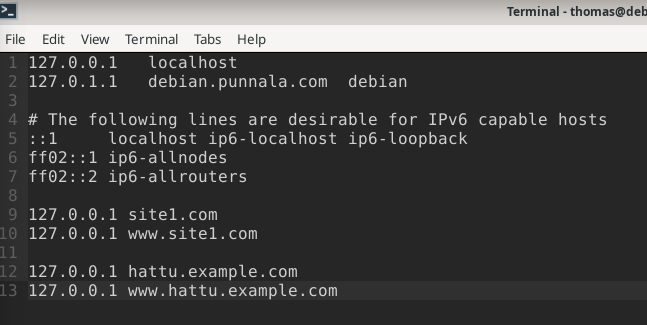 Terminal - thomas@deb
File Edit View Terminal Tabs Help
1 127.0.0.1   localhost
2 127.0.1.1   debian.punnala.com  debian
3
4 # The following lines are desirable for IPv6 capable hosts
5 ::1     localhost ip6-localhost ip6-loopback
6 ff02::1 ip6-allnodes
7 ff02::2 ip6-allrouters
8
9 127.0.0.1 site1.com
10 127.0.0.1 www.site1.com
11
12 127.0.0.1 hattu.example.com
13 127.0.0.1 www.hattu.example.com